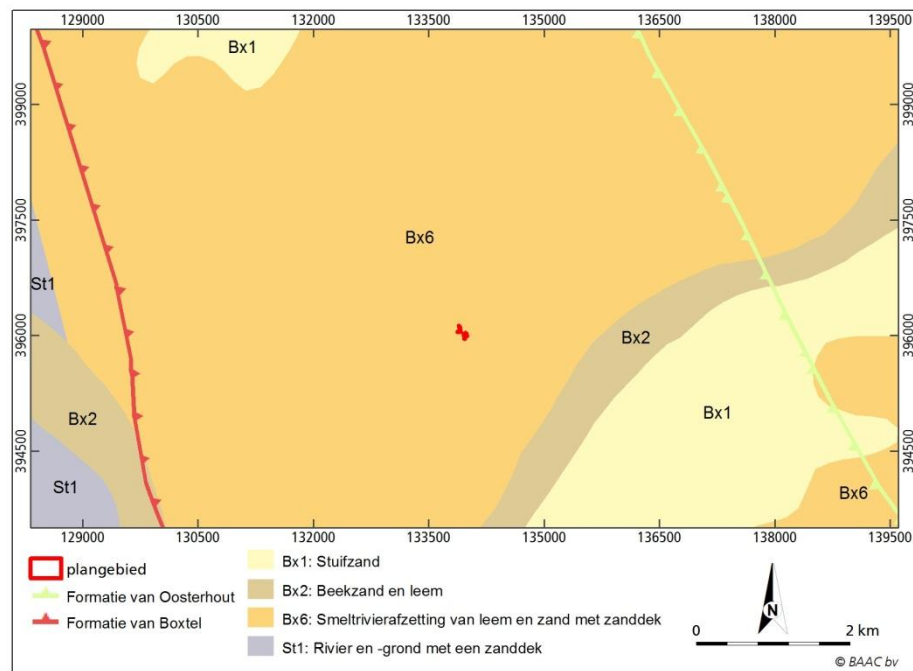 129000 130500 132000 133500 135000 136500 138000 139500
399000 397500 396000 394500
399000 397500 396000 394500
Bx1
Bx6
St1
Bx2
Bx2
Bx1
St1
Bx6
129000 130500 132000 133500 135000 136500 138000 139500
plangebied
Formatie van Oosterhout
Formatie van Boxtel
Bx1: Stuifzand
Bx2: Beekzand en leem
Bx6: Smeltrivierafzetting van leem en zand met zanddek
St1: Rivier en -grond met een zanddek
N
0 2 km
© BAAC bv